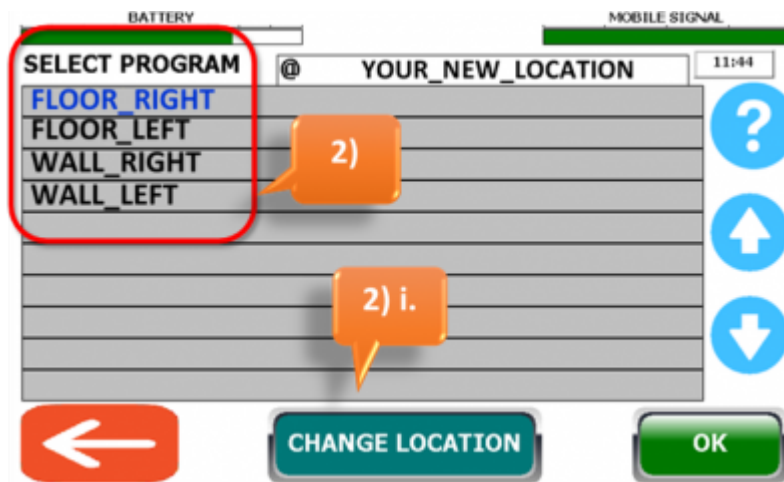 BATTERY
MOBILE SIGNAL
SELECT PROGRAM
@ YOUR_NEW_LOCATION
11:44
FLOOR_RIGHT
FLOOR_LEFT
WALL_RIGHT
WALL_LEFT
2)
?
2) i.
CHANGE LOCATION
OK